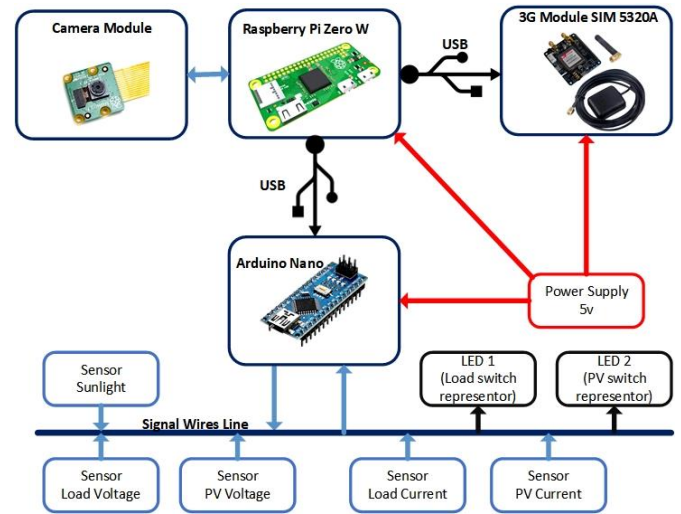 Camera Module
Raspberry Pi Zero W
3G Module SIM 5320A
USB
USB
Arduino Nano
Power Supply
5v
Sensor
Sunlight
LED 1
(Load switch
representor)
LED 2
(PV switch
representor)
Signal Wires Line
Sensor
Load Voltage
Sensor
PV Voltage
Sensor
Load Current
Sensor
PV Current